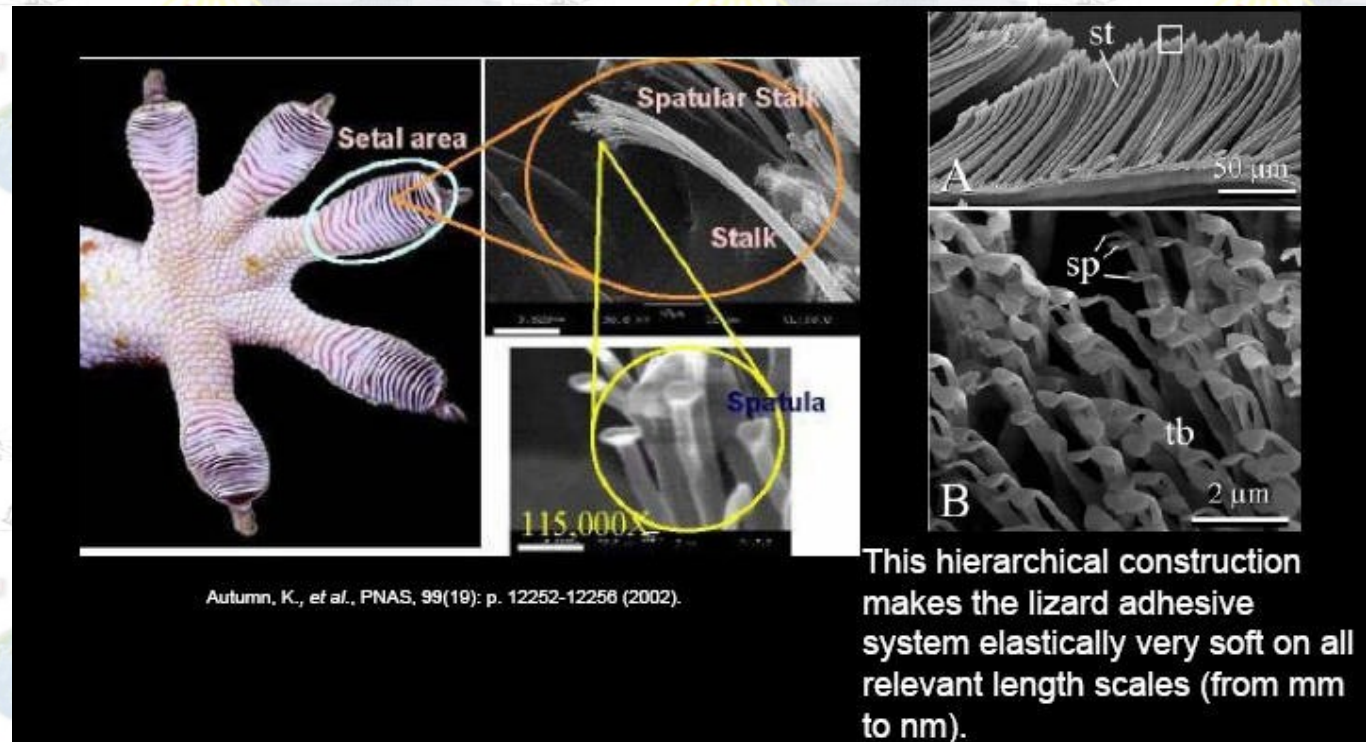 Setal area
Spatular Stalk
Stalk
Spatula
115,000X
Autumn, K., et al., PNAS, 99(19): p. 12252-12256 (2002).
st
A
50 μm
sp
tb
B
2 μm
This hierarchical construction
makes the lizard adhesive
system elastically very soft on all
relevant length scales (from mm
to nm).